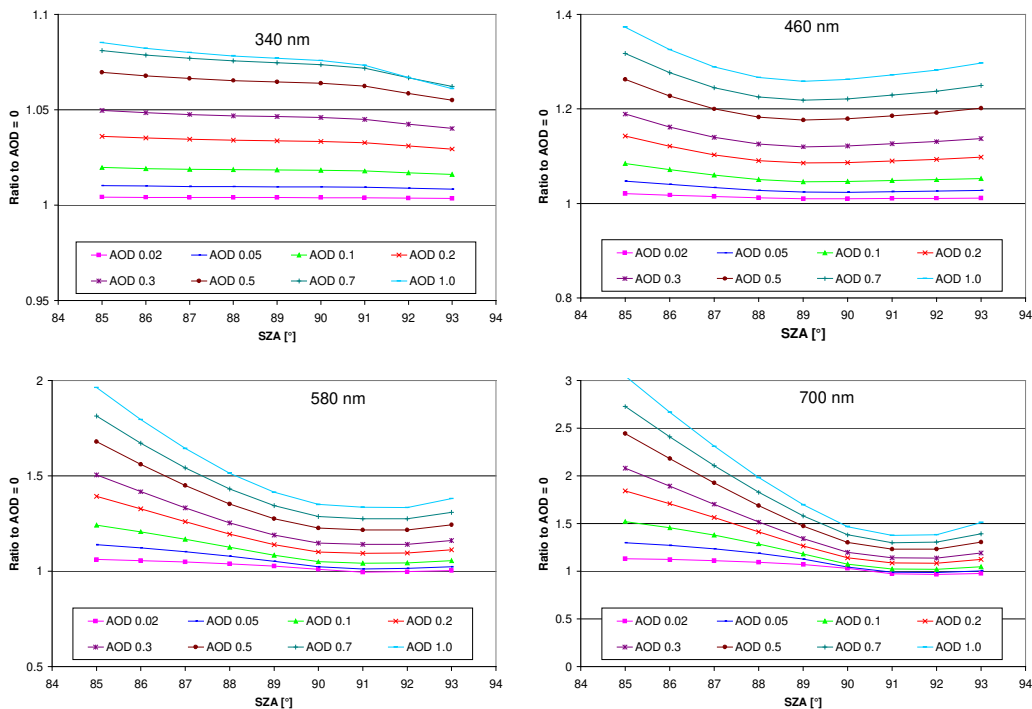 340 nm
Ratio to AOD = 0
1.1
1.05
1
0.95
AOD 0.02 AOD 0.05 AOD 0.1 AOD 0.2
AOD 0.3 AOD 0.5 AOD 0.7 AOD 1.0
84 85 86 87 88 89 90 91 92 93 94
SZA [°]
460 nm
Ratio to AOD = 0
1.4
1.2
1
0.8
AOD 0.02 AOD 0.05 AOD 0.1 AOD 0.2
AOD 0.3 AOD 0.5 AOD 0.7 AOD 1.0
84 85 86 87 88 89 90 91 92 93 94
SZA [°]
580 nm
Ratio to AOD = 0
2
1.5
1
0.5
AOD 0.02 AOD 0.05 AOD 0.1 AOD 0.2
AOD 0.3 AOD 0.5 AOD 0.7 AOD 1.0
84 85 86 87 88 89 90 91 92 93 94
SZA [°]
700 nm
Ratio to AOD = 0
3
2.5
2
1.5
1
0.5
0
AOD 0.02 AOD 0.05 AOD 0.1 AOD 0.2
AOD 0.3 AOD 0.5 AOD 0.7 AOD 1.0
84 85 86 87 88 89 90 91 92 93 94
SZA [°]